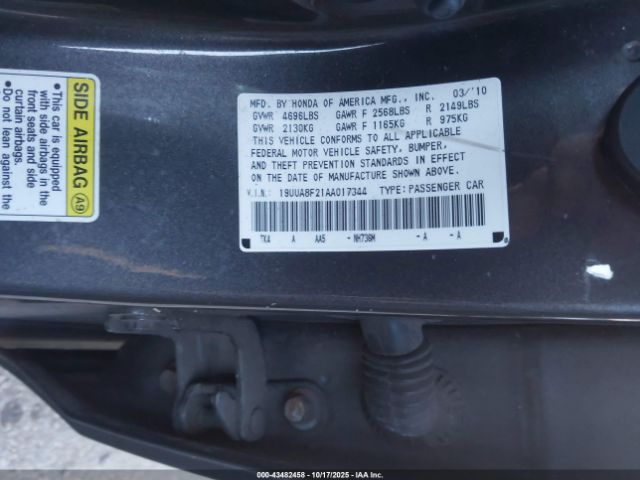 SIDE AIRBAG A9
•This car is equipped
with side airbags in the
front seats and side
curtain airbags.
•Do not lean against the
MFD. BY HONDA OF AMERICA MFG., INC. 03/'10
GVWR 4696LBS GAWR F 2568LBS R 2149LBS
GVWR 2130KG GAWR F 1165KG R 975KG
THIS VEHICLE CONFORMS TO ALL APPLICABLE
FEDERAL MOTOR VEHICLE SAFETY, BUMPER,
AND THEFT PREVENTION STANDARDS IN EFFECT
ON THE DATE OF MANUFACTURE SHOWN ABOVE.
V.I.N.: 19UUA8F21AA017344 TYPE:PASSENGER CAR
TK4 A AA5 - NH736M - A - A
000-43482458 | 10/17/2025 | IAA Inc.